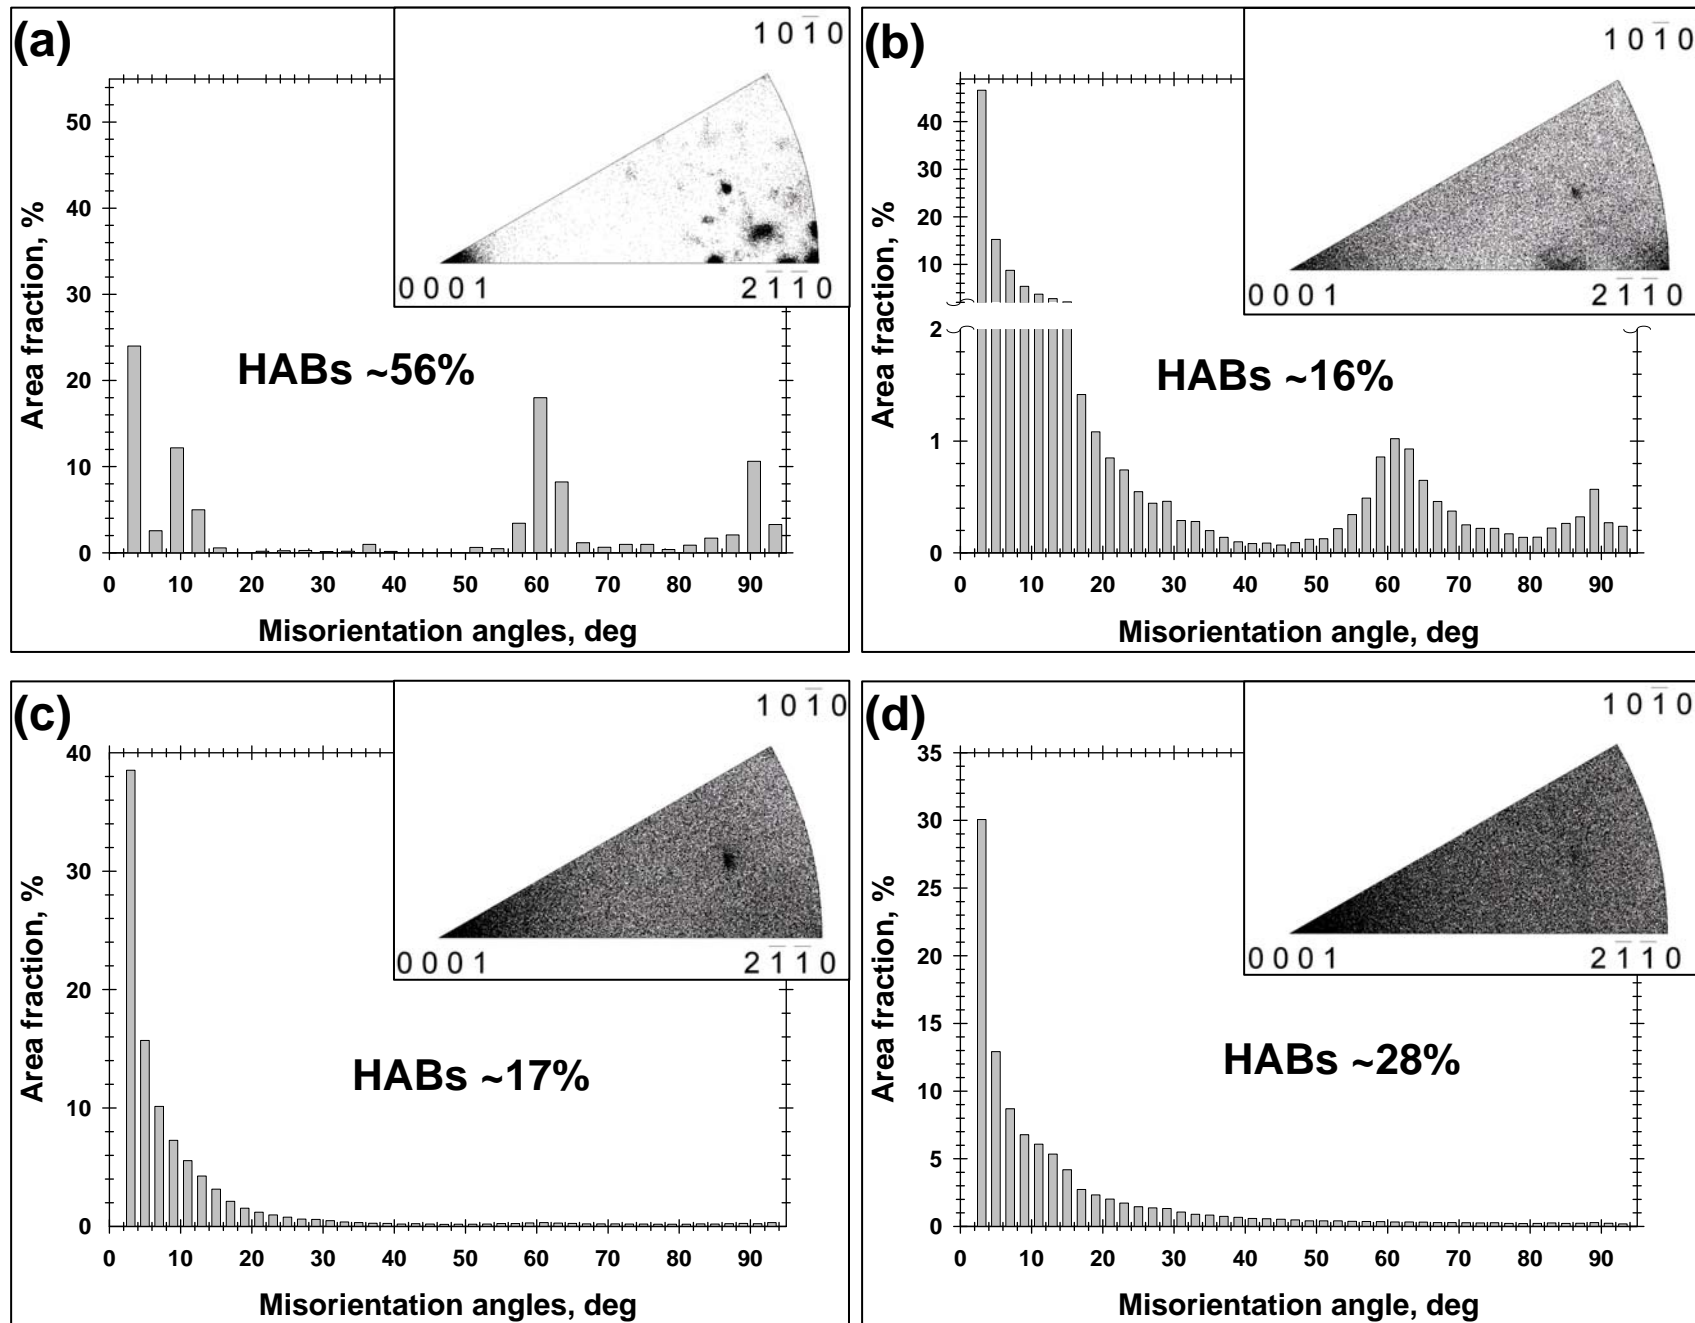 (a)
1 0 1̅ 0
0 0 0 1
2 1̅ 1̅ 0
50
40
30
20
10
0
Area fraction, %
HABs ~56%
0 10 20 30 40 50 60 70 80 90
Misorientation angles, deg
(b)
1 0 1̅ 0
0 0 0 1
2 1̅ 1̅ 0
40
30
20
10
2
1
0
Area fraction, %
HABs ~16%
0 10 20 30 40 50 60 70 80 90
Misorientation angle, deg
(c)
1 0 1̅ 0
0 0 0 1
2 1̅ 1̅ 0
40
30
20
10
0
Area fraction, %
HABs ~17%
0 10 20 30 40 50 60 70 80 90
Misorientation angles, deg
(d)
1 0 1̅ 0
0 0 0 1
2 1̅ 1̅ 0
35
30
25
20
15
10
5
0
Area fraction, %
HABs ~28%
0 10 20 30 40 50 60 70 80 90
Misorientation angle, deg